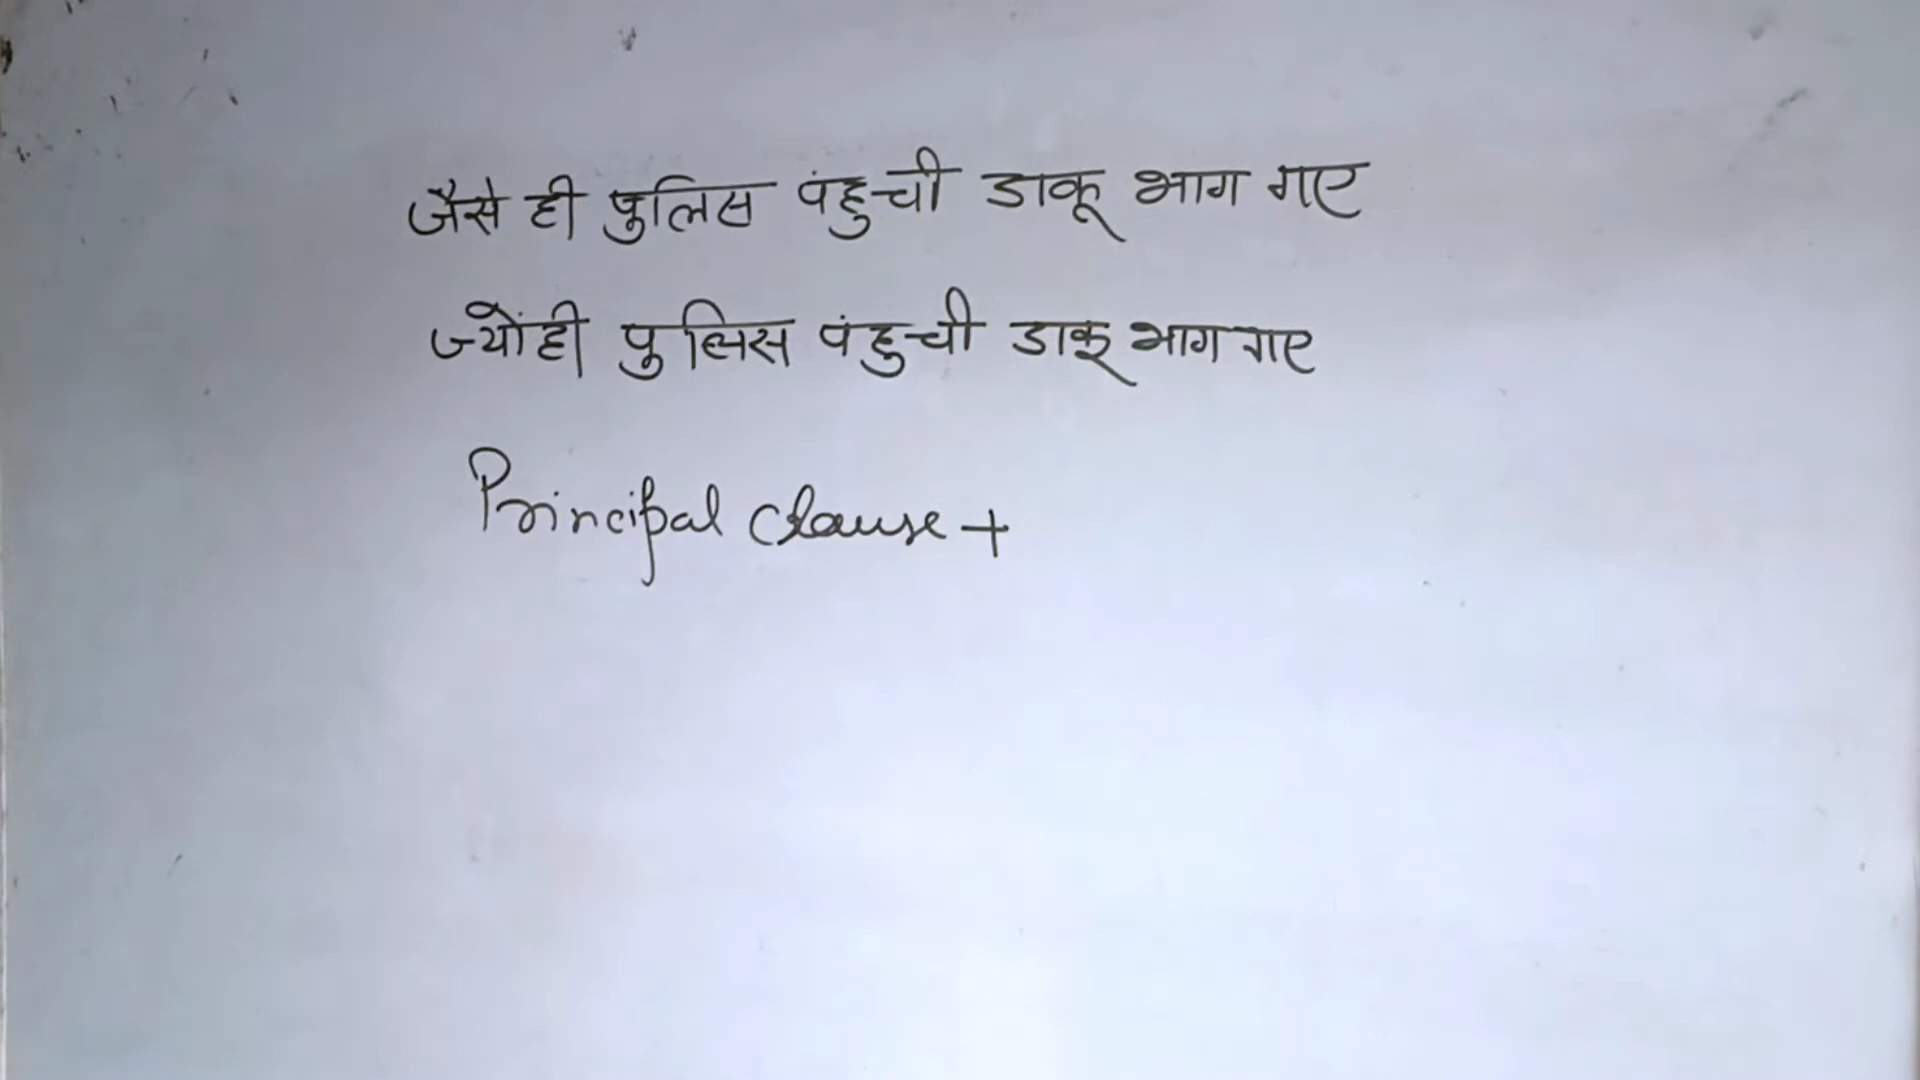 जैसे ही पुलिस पंहुची डाकू भाग गए
ज्योंही पुलिस पंहुची डाकू भाग गए
Principal clause +